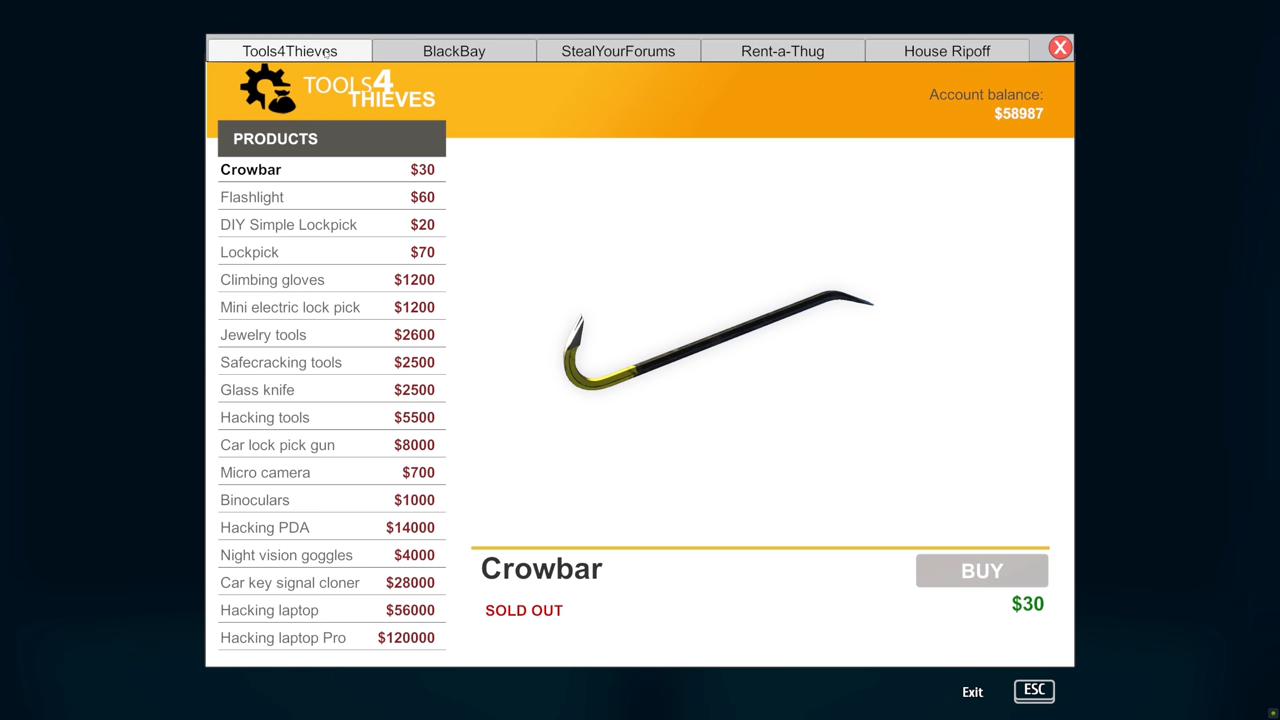 Tools4Thieves BlackBay StealYourForums Rent-a-Thug House Ripoff X
TOOLS4
THIEVES
Account balance:
$58987
PRODUCTS
Crowbar $30
Flashlight $60
DIY Simple Lockpick $20
Lockpick $70
Climbing gloves $1200
Mini electric lock pick $1200
Jewelry tools $2600
Safecracking tools $2500
Glass knife $2500
Hacking tools $5500
Car lock pick gun $8000
Micro camera $700
Binoculars $1000
Hacking PDA $14000
Night vision goggles $4000
Car key signal cloner $28000
Hacking laptop $56000
Hacking laptop Pro $120000
Crowbar
BUY
SOLD OUT
$30
Exit ESC